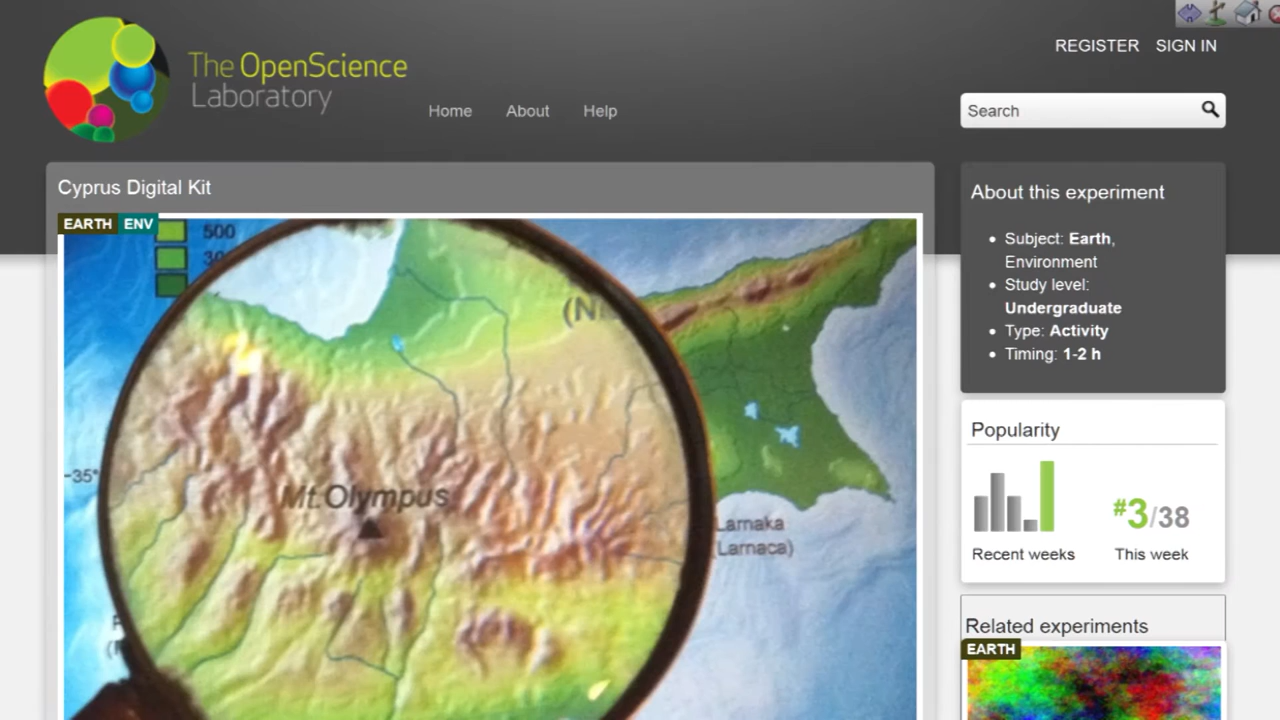 REGISTER SIGN IN
The OpenScience
Laboratory
Home About Help
Search
Cyprus Digital Kit
EARTH ENV
500
-35°
Mt.Olympus
Larnaka
(Larnaca)
About this experiment
Subject: Earth,
Environment
Study level:
Undergraduate
Type: Activity
Timing: 1-2 h
Popularity
#3/38
Recent weeks This week
Related experiments
EARTH